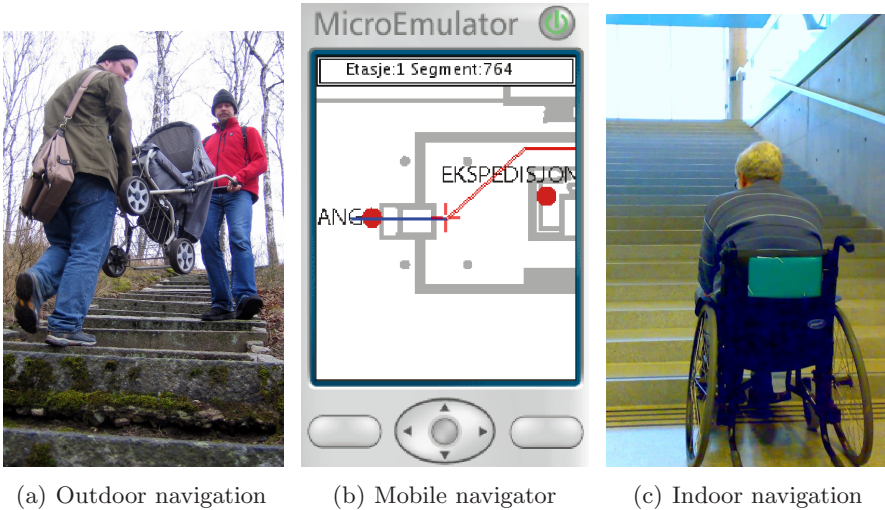 MicroEmulator
Etasje:1 Segment:764
EKSPEDISJON
ANG
(a) Outdoor navigation
(b) Mobile navigator
(c) Indoor navigation